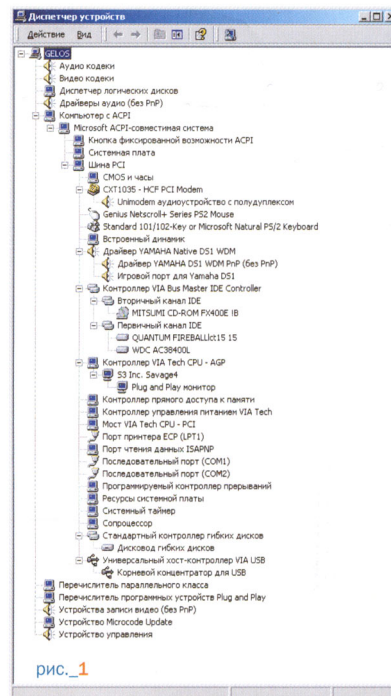 Диспетчер устройств
Действие Вид
GELOS
Аудио кодеки
Видео кодеки
Диспетчер логических дисков
Драйверы аудио (без PnP)
Компьютер с ACPI
Microsoft ACPI-совместимая система
Кнопка фиксированной возможности ACPI
Системная плата
Шина PCI
CMOS и часы
CXT1035 - HCF PCI Modem
Unimodem аудиоустройство с полудуплексом
Genius Netscroll+ Series PS2 Mouse
Standard 101/102-Key or Microsoft Natural PS/2 Keyboard
Встроенный динамик
Драйвер YAMAHA Native DS1 WDM
Драйвер YAMAHA DS1 WDM PnP (без PnP)
Игровой порт для Yamaha DS1
Контроллер VIA Bus Master IDE Controller
Вторичный канал IDE
MITSUMI CD-ROM FX400E !B
Первичный канал IDE
QUANTUM FIREBALLlct15 15
WDC AC38400L
Контроллер VIA Tech CPU - AGP
S3 Inc. Savage4
Plug and Play монитор
Контроллер прямого доступа к памяти
Контроллер управления питанием VIA Tech
Мост VIA Tech CPU - PCI
Порт принтера ECP (LPT1)
Порт чтения данных ISAPNP
Последовательный порт (COM1)
Последовательный порт (COM2)
Программируемый контроллер прерываний
Ресурсы системной платы
Системный таймер
Сопроцессор
Стандартный контроллер гибких дисков
Дисковод гибких дисков
Универсальный хост-контроллер VIA USB
Корневой концентратор для USB
Перечислитель параллельного класса
Перечислитель программных устройств Plug and Play
Устройства записи видео (без PnP)
Устройство Microcode Update
Устройство управления
рис._1